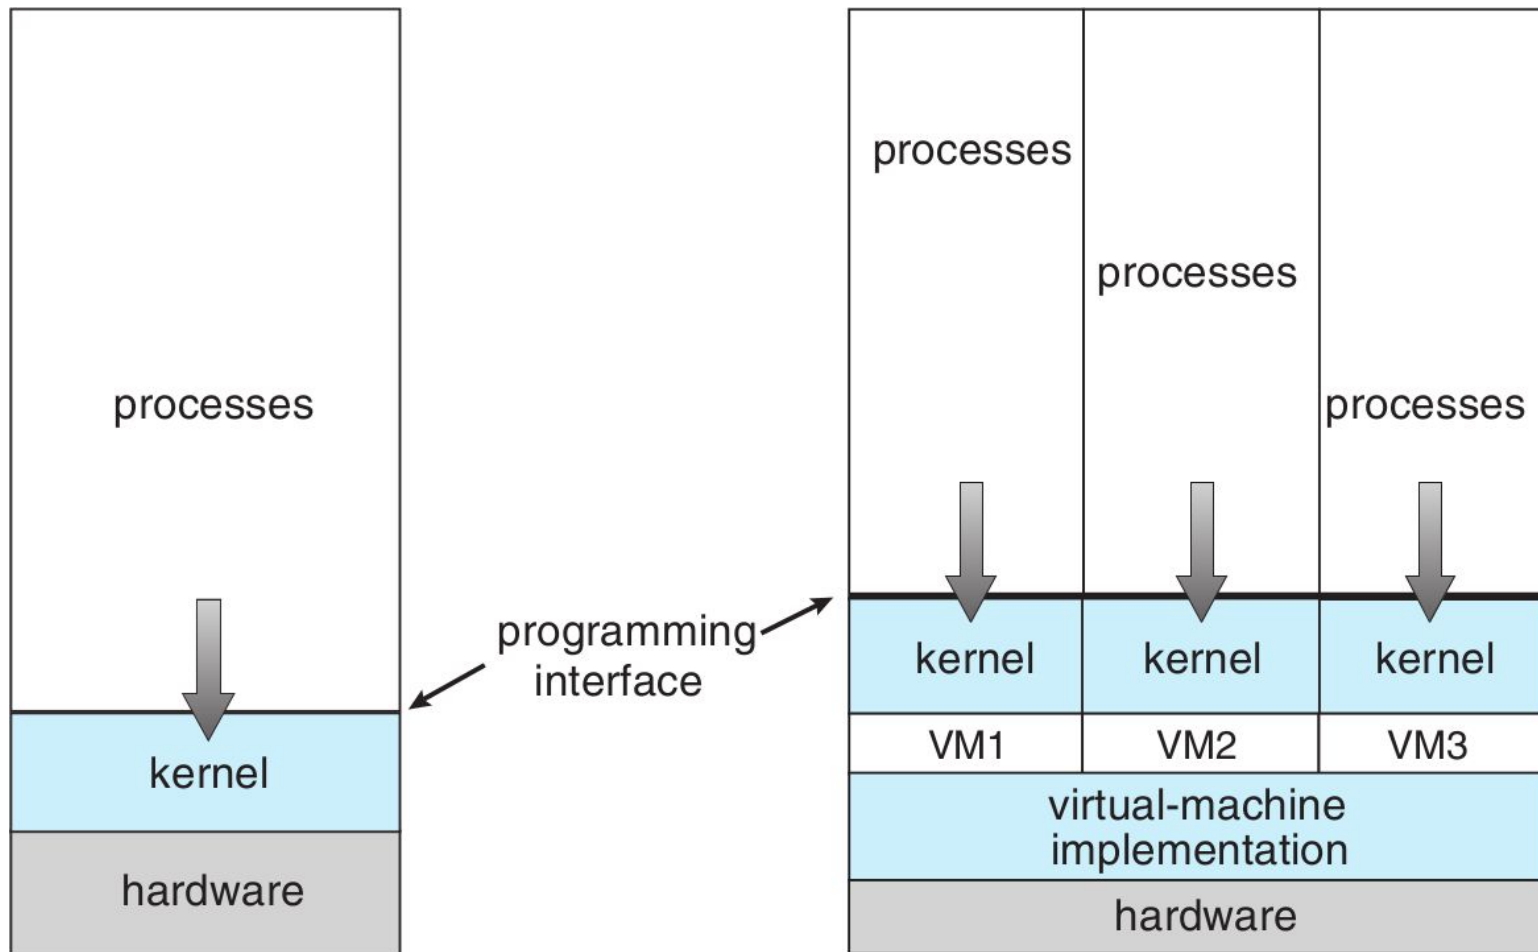 processes
kernel
hardware
programming
interface
processes
processes
processes
kernel
kernel
kernel
VM1
VM2
VM3
virtual-machine
implementation
hardware